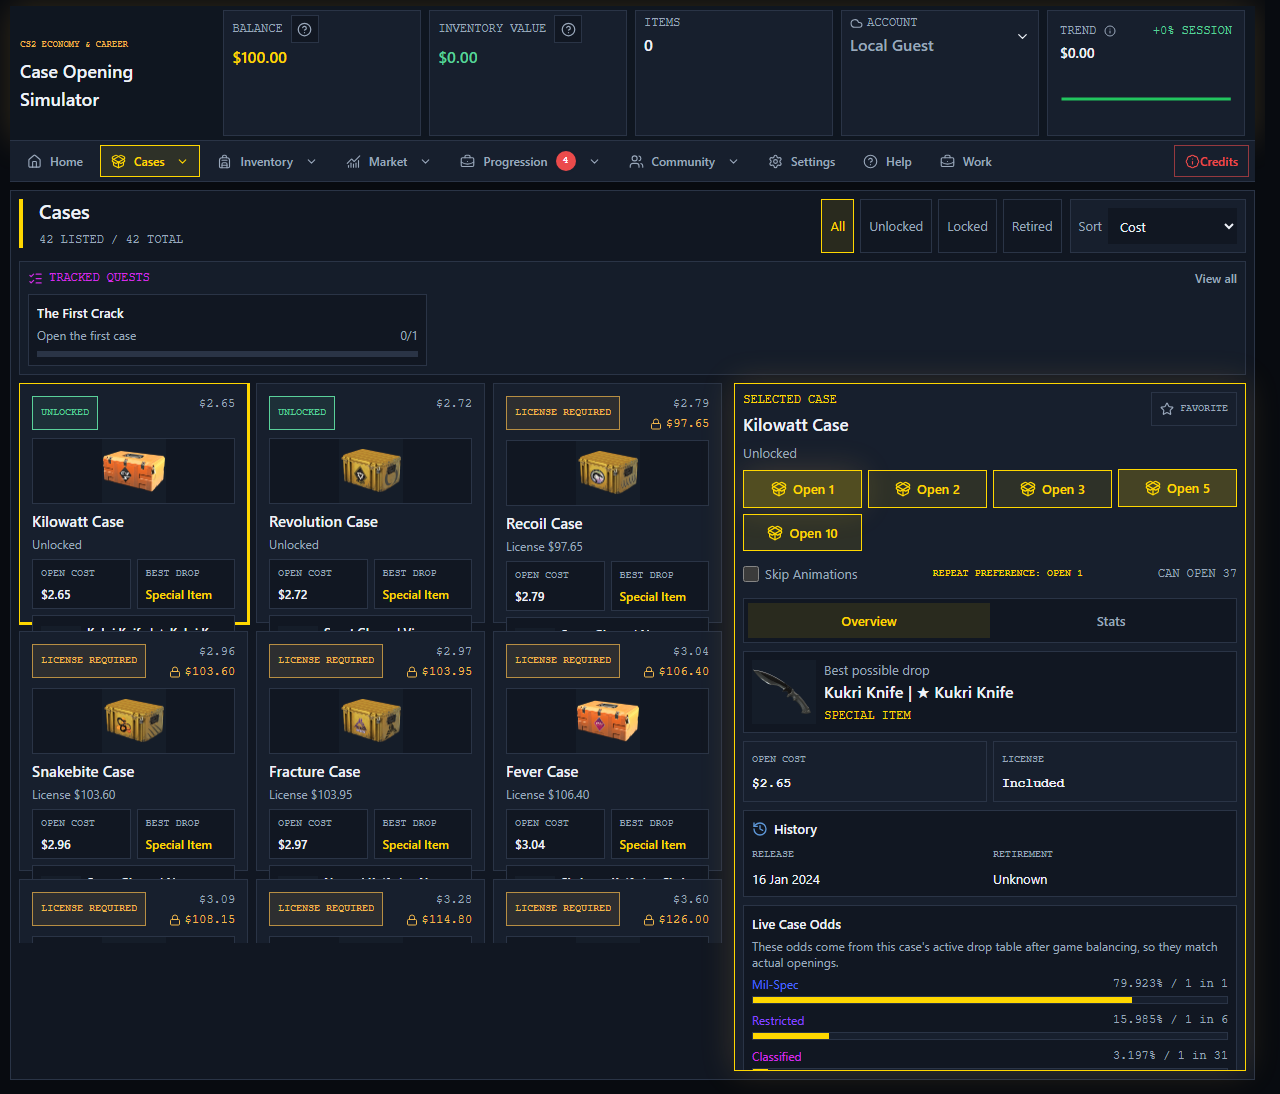 CS2 ECONOMY & CAREER
Case Opening
Simulator
BALANCE
$100.00
INVENTORY VALUE
$0.00
ITEMS
0
ACCOUNT
Local Guest
TREND
+0% SESSION
$0.00
Home
Cases
Inventory
Market
Progression 4
Community
Settings
Help
Work
Credits
Cases
42 LISTED / 42 TOTAL
All
Unlocked
Locked
Retired
Sort
Cost
TRACKED QUESTS
View all
The First Crack
Open the first case
0/1
UNLOCKED
$2.65
Kilowatt Case
Unlocked
OPEN COST
$2.65
BEST DROP
Special Item
UNLOCKED
$2.72
Revolution Case
Unlocked
OPEN COST
$2.72
BEST DROP
Special Item
LICENSE REQUIRED
$2.79
$97.65
Recoil Case
License $97.65
OPEN COST
$2.79
BEST DROP
Special Item
LICENSE REQUIRED
$2.96
$103.60
Snakebite Case
License $103.60
OPEN COST
$2.96
BEST DROP
Special Item
LICENSE REQUIRED
$2.97
$103.95
Fracture Case
License $103.95
OPEN COST
$2.97
BEST DROP
Special Item
LICENSE REQUIRED
$3.04
$106.40
Fever Case
License $106.40
OPEN COST
$3.04
BEST DROP
Special Item
LICENSE REQUIRED
$3.09
$108.15
LICENSE REQUIRED
$3.28
$114.80
LICENSE REQUIRED
$3.60
$126.00
SELECTED CASE
Kilowatt Case
FAVORITE
Unlocked
Open 1
Open 2
Open 3
Open 5
Open 10
Skip Animations
REPEAT PREFERENCE: OPEN 1
CAN OPEN 37
Overview
Stats
Best possible drop
Kukri Knife | ★ Kukri Knife
SPECIAL ITEM
OPEN COST
$2.65
LICENSE
Included
History
RELEASE
16 Jan 2024
RETIREMENT
Unknown
Live Case Odds
These odds come from this case's active drop table after game balancing, so they match
actual openings.
Mil-Spec
79.923% / 1 in 1
Restricted
15.985% / 1 in 6
Classified
3.197% / 1 in 31